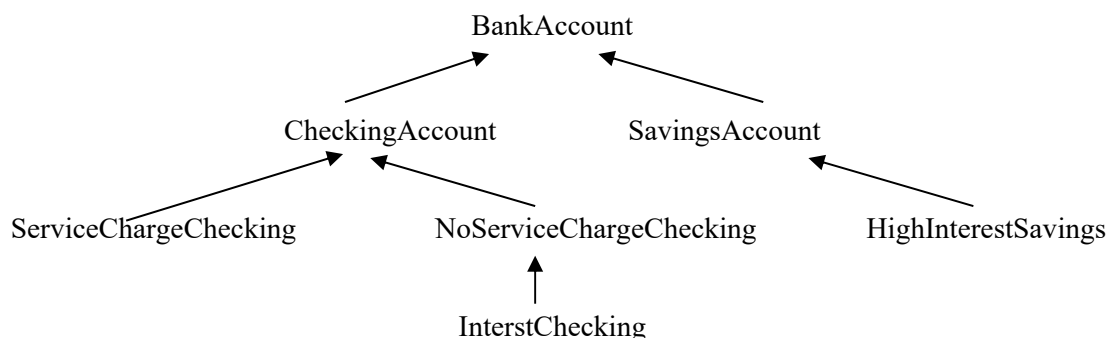 BankAccount
CheckingAccount SavingsAccount
ServiceChargeChecking NoServiceChargeChecking HighInterestSavings
InterstChecking